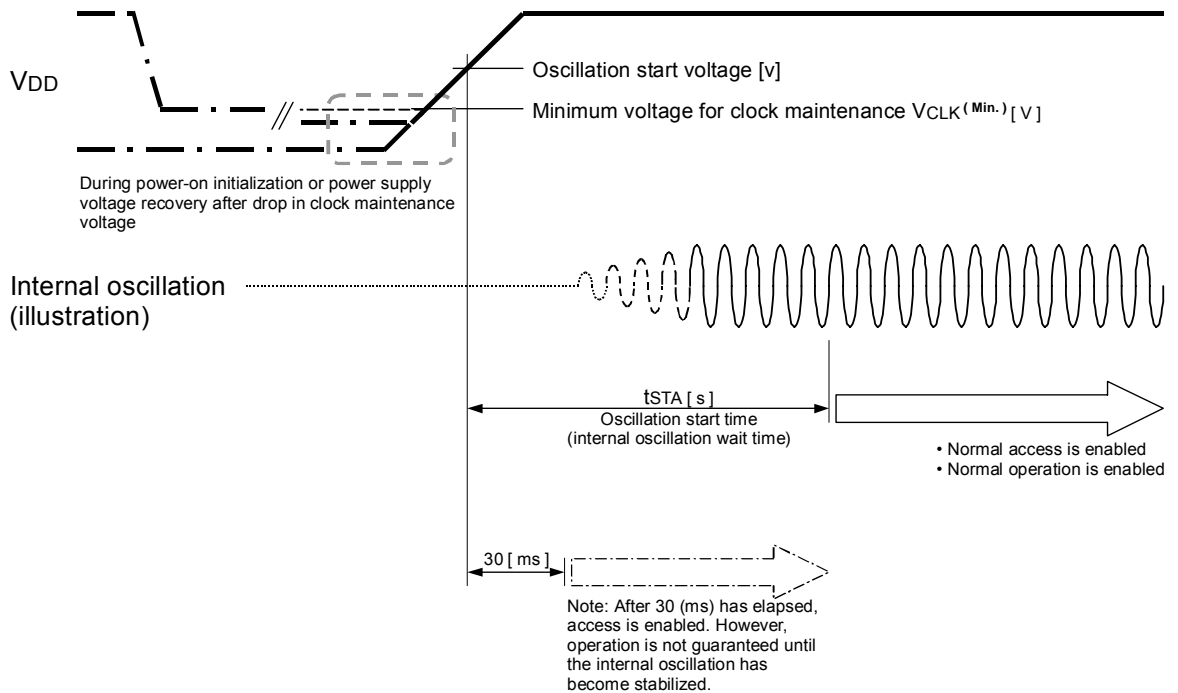 VDD
Oscillation start voltage [v]
Minimum voltage for clock maintenance VCLK(Min.) [ V ]
During power-on initialization or power supply
voltage recovery after drop in clock maintenance
voltage
Internal oscillation
(illustration)
tSTA [ s ]
Oscillation start time
(internal oscillation wait time)
• Normal access is enabled
• Normal operation is enabled
30 [ ms ]
Note: After 30 (ms) has elapsed,
access is enabled. However,
operation is not guaranteed until
the internal oscillation has
become stabilized.